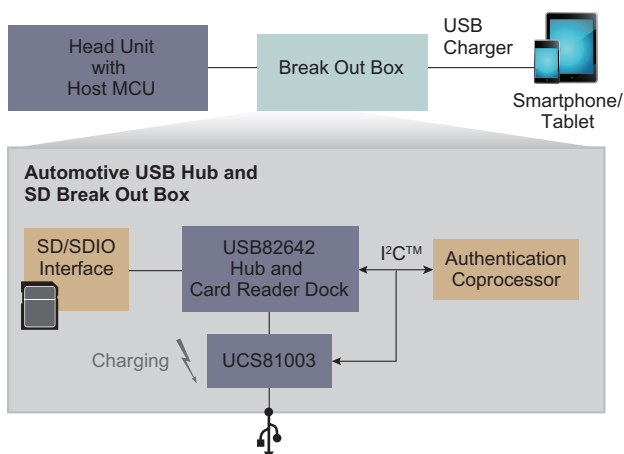 Head Unit
with
Host MCU
Break Out Box
USB
Charger
Smartphone/
Tablet
Automotive USB Hub and
SD Break Out Box
SD/SDIO
Interface
USB82642
Hub and
Card Reader Dock
I²C™
Authentication
Coprocessor
Charging
UCS81003